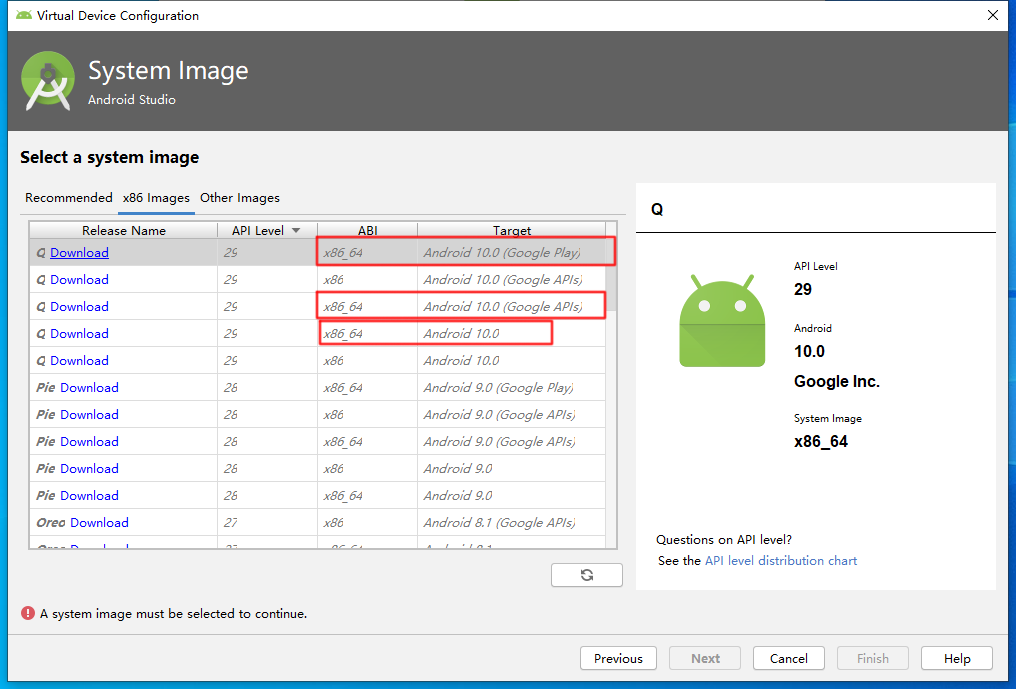 Virtual Device Configuration
System Image
Android Studio
Select a system image
Recommended x86 Images Other Images
Release Name API Level ABI Target
Q Download 29 x86_64 Android 10.0 (Google Play)
Q Download 29 x86 Android 10.0 (Google APIs)
Q Download 29 x86_64 Android 10.0 (Google APIs)
Q Download 29 x86_64 Android 10.0
Q Download 29 x86 Android 10.0
Pie Download 28 x86_64 Android 9.0 (Google Play)
Pie Download 28 x86 Android 9.0 (Google APIs)
Pie Download 28 x86_64 Android 9.0 (Google APIs)
Pie Download 28 x86 Android 9.0
Pie Download 28 x86_64 Android 9.0
Oreo Download 27 x86 Android 8.1 (Google APIs)
Q
API Level
29
Android
10.0
Google Inc.
System Image
x86_64
Questions on API level?
See the API level distribution chart
A system image must be selected to continue.
Previous Next Cancel Finish Help